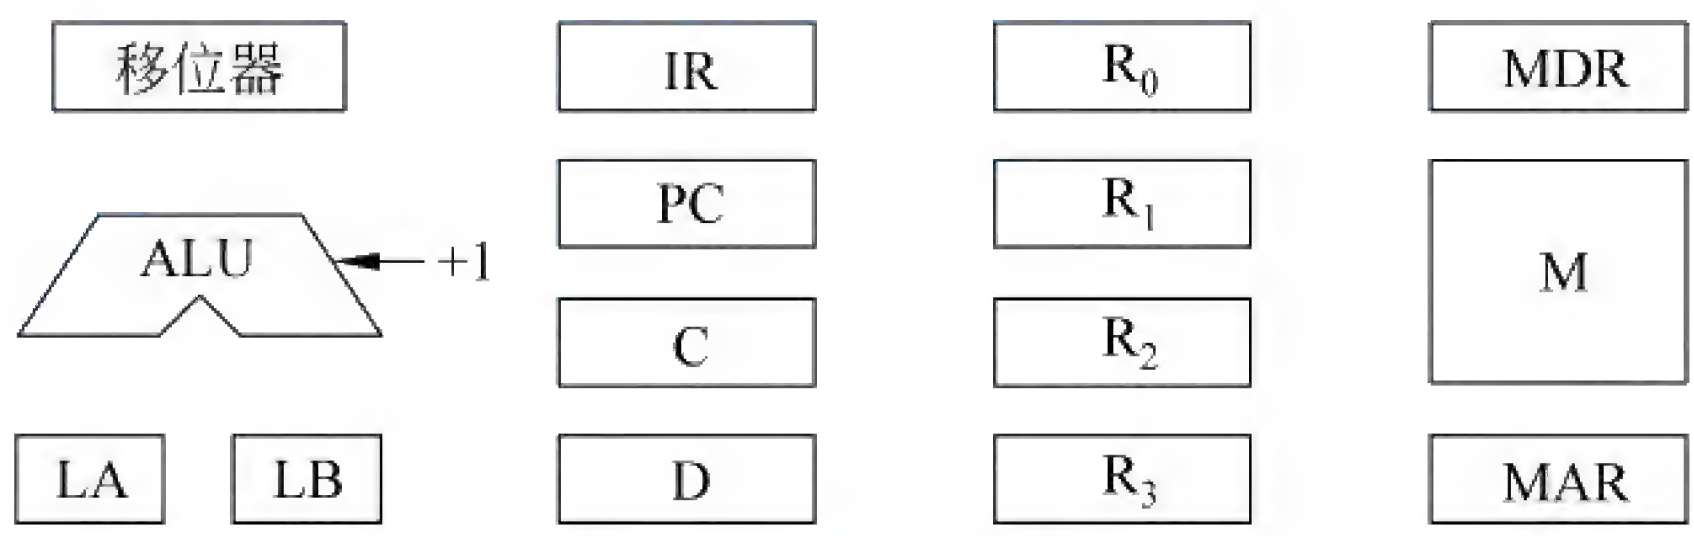 移位器 IR R₀ MDR
PC R₁
ALU +1 M
C R₂
LA LB D R₃ MAR